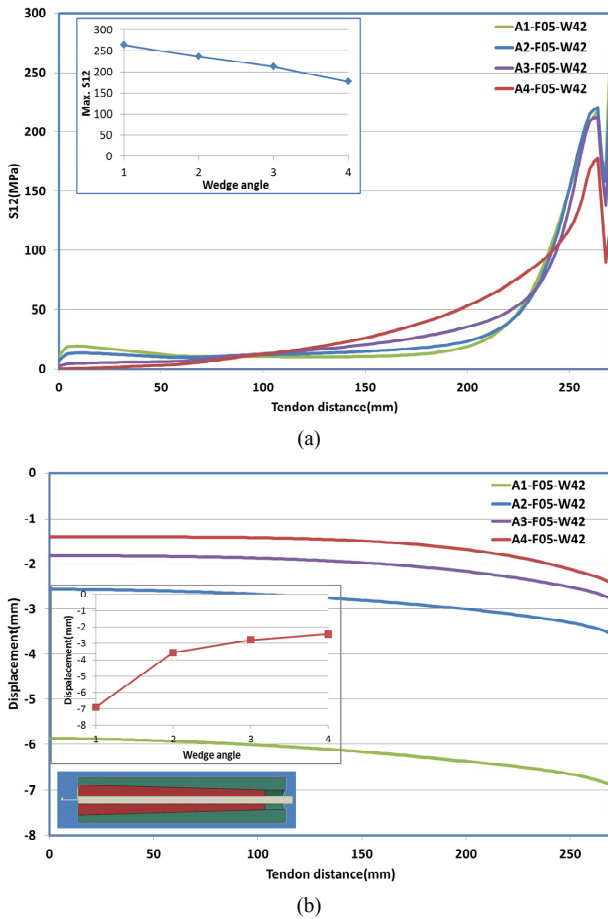 300
250
200
150
100
50
0
S12(MPa)
300
250
200
150
100
50
0
Max. S12
1 2 3 4
Wedge angle
A1-F05-W42
A2-F05-W42
A3-F05-W42
A4-F05-W42
0 50 100 150 200 250
Tendon distance(mm)
(a)
0
-1
-2
-3
-4
-5
-6
-7
-8
Displacement(mm)
A1-F05-W42
A2-F05-W42
A3-F05-W42
A4-F05-W42
0
-1
-2
-3
-4
-5
-6
-7
-8
Dispalacement(mm)
1 2 3 4
Wedge angle
0 50 100 150 200 250
Tendon distance(mm)
(b)